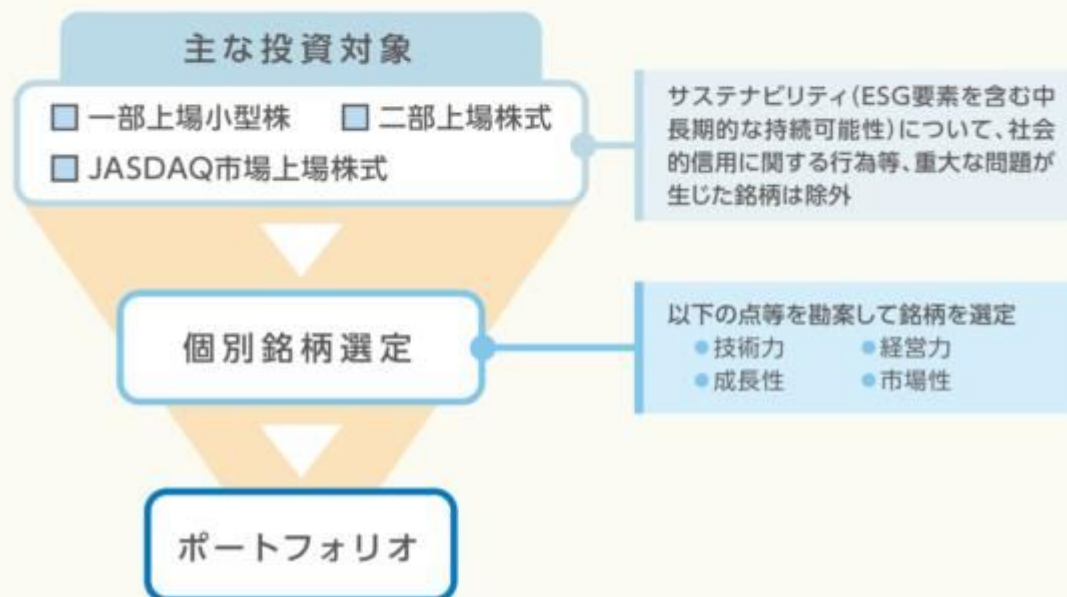 主な投資対象
一部上場小型株 二部上場株式
JASDAQ市場上場株式
サステナビリティ(ESG要素を含む中
長期的な持続可能性)について、社会
的信用に関する行為等、重大な問題が
生じた銘柄は除外
個別銘柄選定
以下の点等を勘案して銘柄を選定
●技術力 ●経営力
●成長性 ●市場性
ポートフォリオ